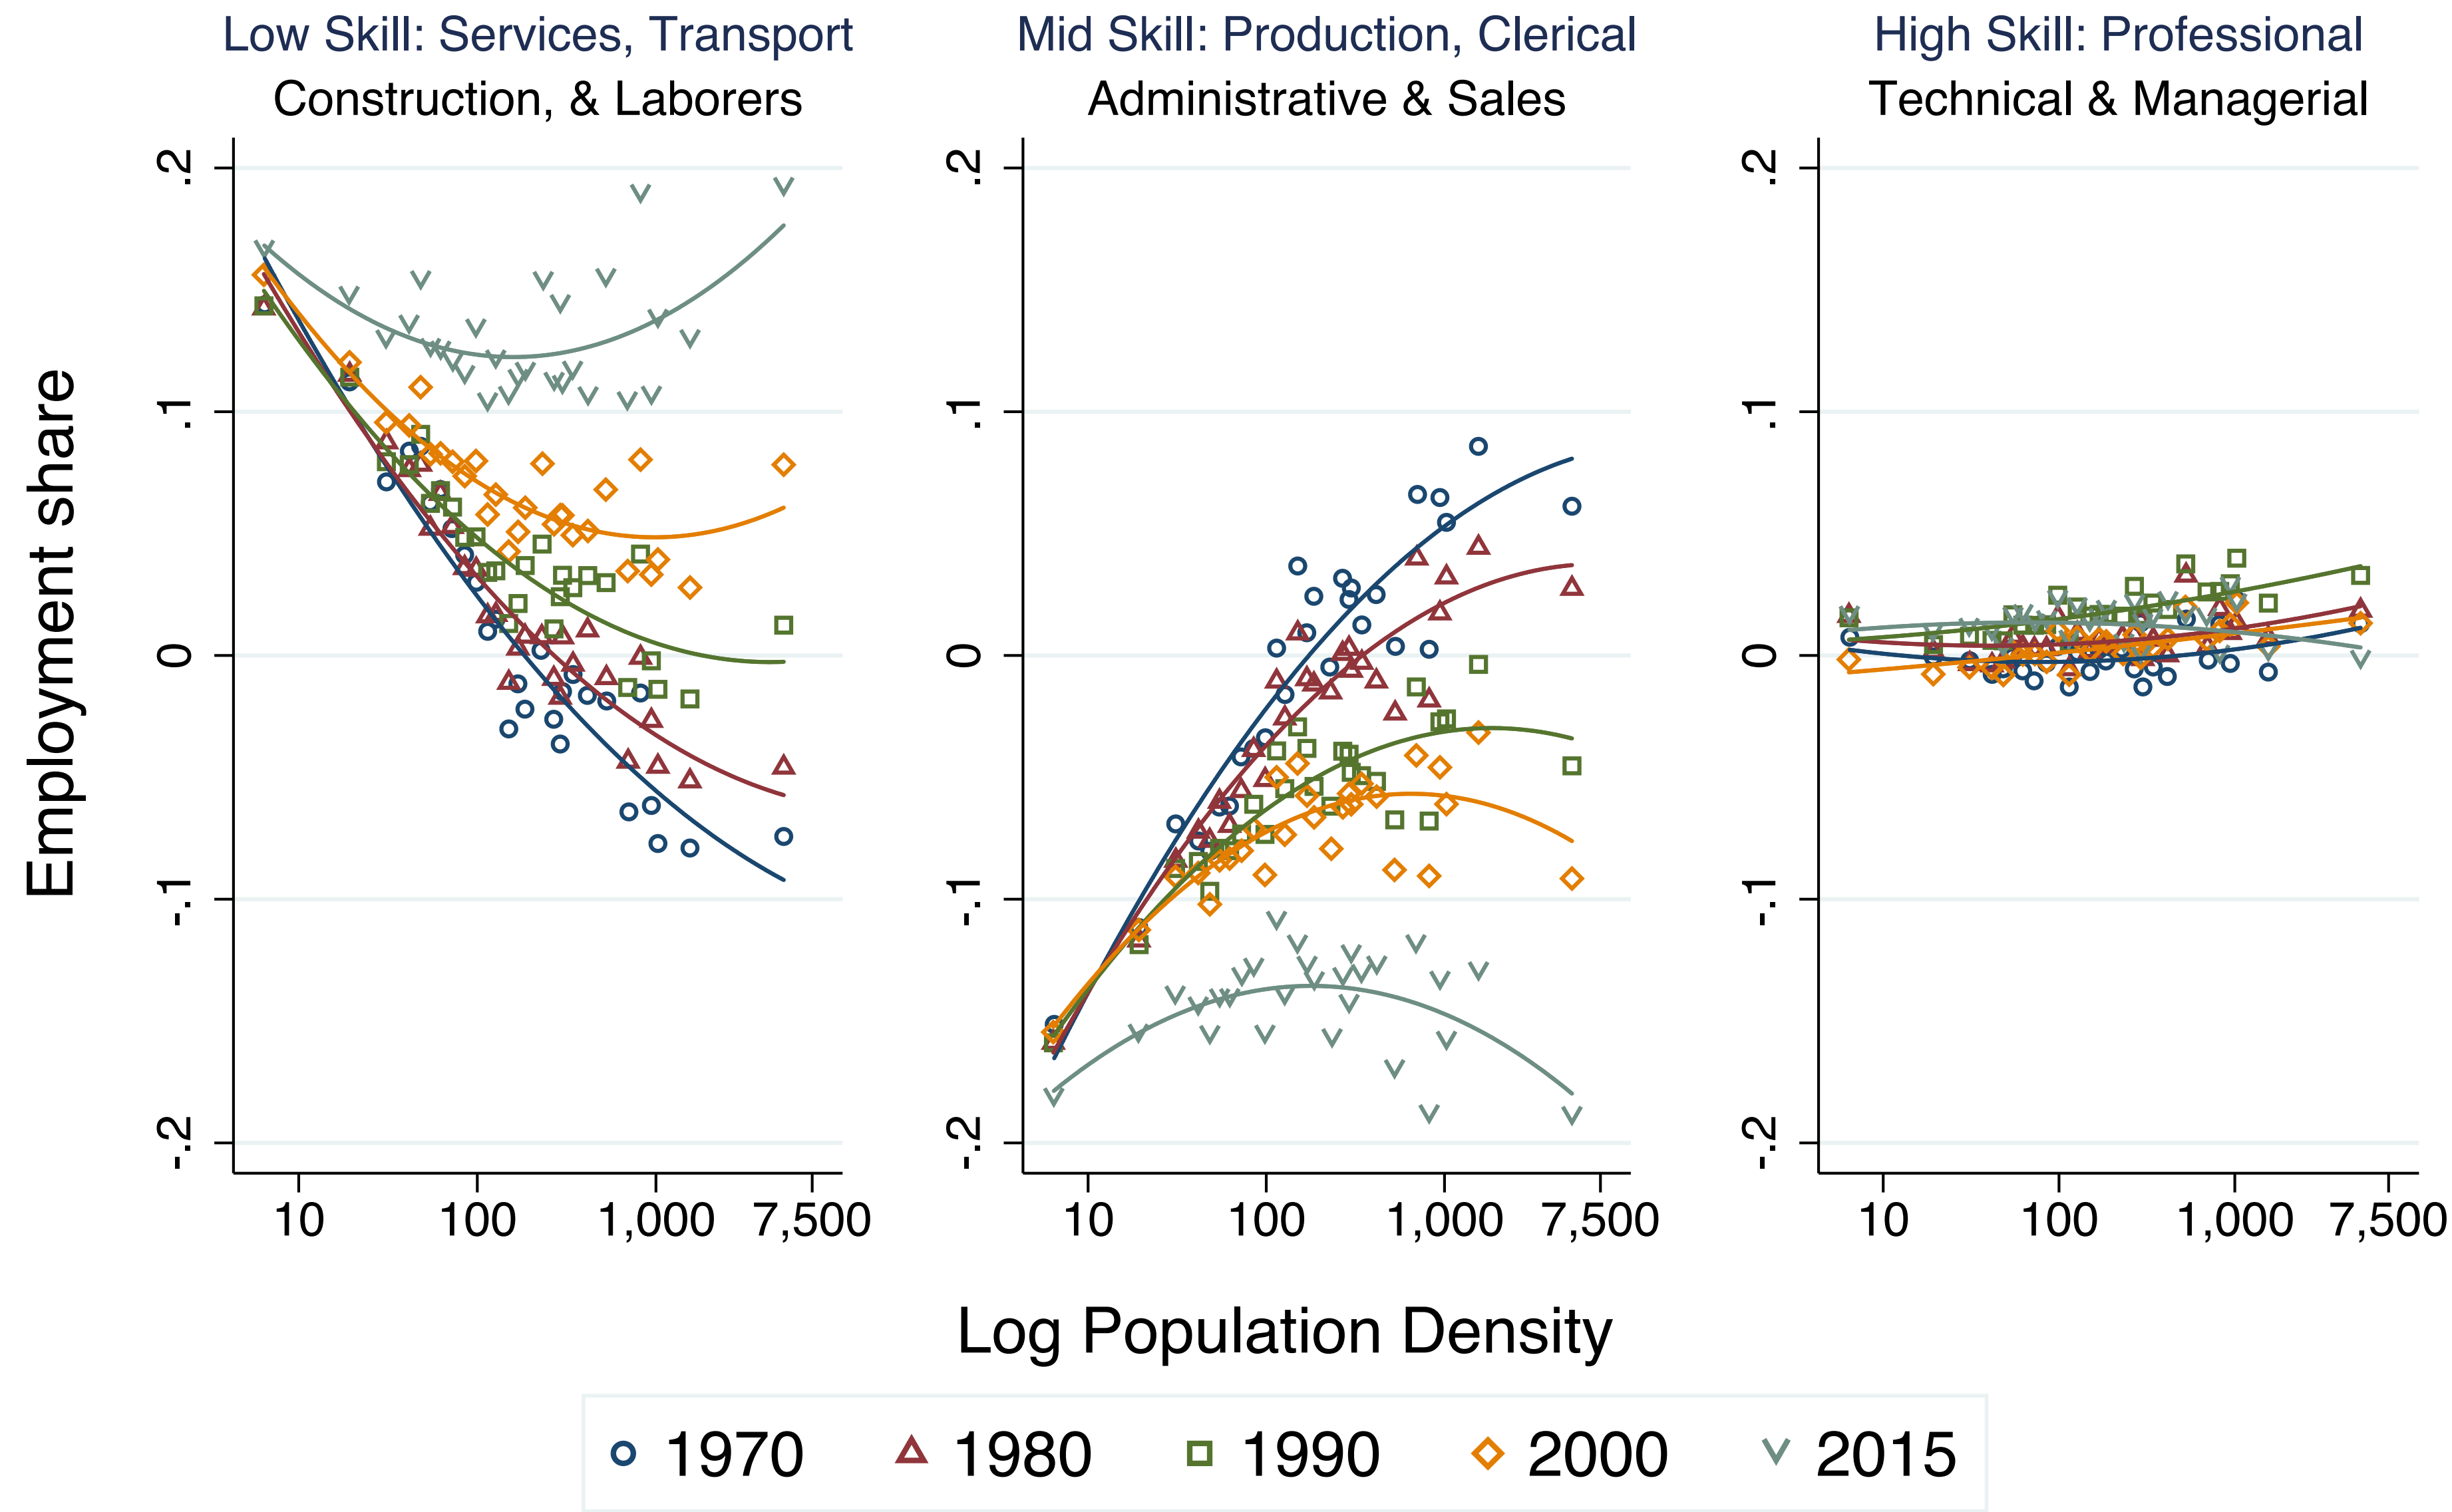 Low Skill: Services, Transport
Construction, & Laborers
Mid Skill: Production, Clerical
Administrative & Sales
High Skill: Professional
Technical & Managerial
Employment share
.2
.1
0
-.1
-.2
10 100 1,000 7,500
.2
.1
0
-.1
-.2
10 100 1,000 7,500
.2
.1
0
-.1
-.2
10 100 1,000 7,500
Log Population Density
1970 1980 1990 2000 2015